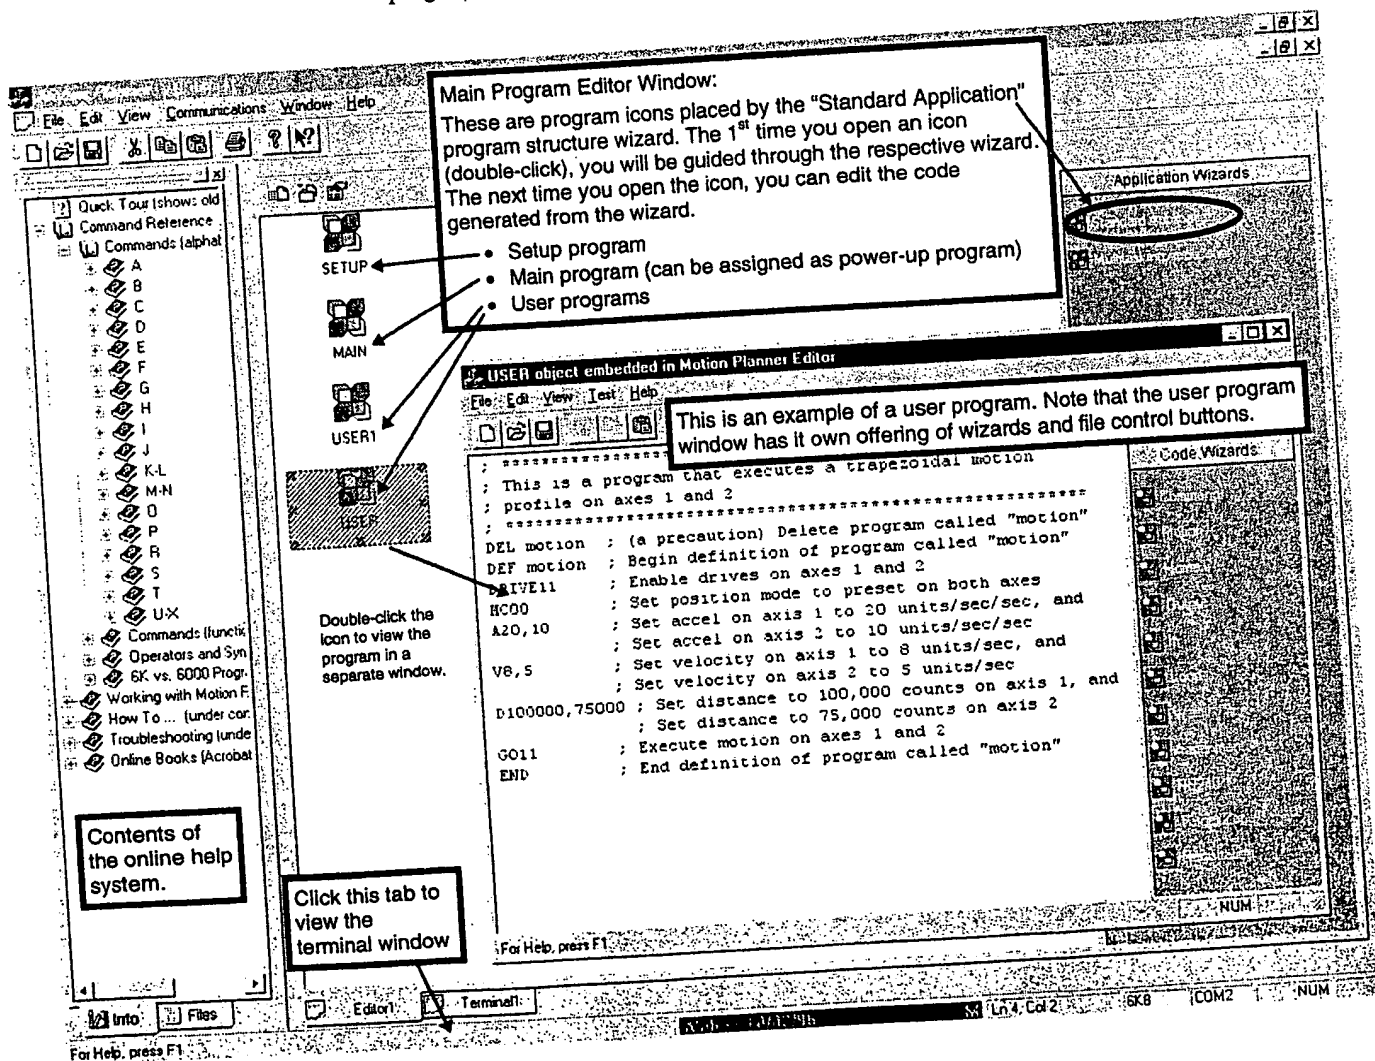 File Edit View Communications Window Help
Main Program Editor Window:
These are program icons placed by the "Standard Application"
program structure wizard. The 1st time you open an icon
(double-click), you will be guided through the respective wizard.
The next time you open the icon, you can edit the code
generated from the wizard.
• Setup program
• Main program (can be assigned as power-up program)
• User programs
Application Wizards
Quick Tour (shows old
Command Reference
Commands (alphat
A
B
C
D
E
F
G
H
I
J
K-L
M-N
O
P
R
S
T
U-X
Commands (functic
Operators and Syn
6K vs. 6000 Progr.
Working with Motion F
How To ... (under cor
Troubleshooting (unde
Online Books (Acrobat
Contents of
the online help
system.
Info
Files
For Help, press F1
SETUP
MAIN
USER1
USER
Double-click the
icon to view the
program in a
separate window.
Click this tab to
view the
terminal window
USER object embedded in Motion Planner Editor
File Edit View Test Help
This is an example of a user program. Note that the user program
window has it own offering of wizards and file control buttons.
Code Wizards
; This is a program that executes a trapezoidal motion
; profile on axes 1 and 2
; ****************************************************
DEL motion ; (a precaution) Delete program called "motion"
DEF motion ; Begin definition of program called "motion"
DRIVE11 ; Enable drives on axes 1 and 2
MC00 ; Set position mode to preset on both axes
A20,10 ; Set accel on axis 1 to 20 units/sec/sec, and
; Set accel on axis 2 to 10 units/sec/sec
V8,5 ; Set velocity on axis 1 to 8 units/sec, and
; Set velocity on axis 2 to 5 units/sec
D100000,75000 ; Set distance to 100,000 counts on axis 1, and
; Set distance to 75,000 counts on axis 2
GO11 ; Execute motion on axes 1 and 2
END ; End definition of program called "motion"
For Help, press F1
NUM
Editor1
Terminal1
Ln 4, Col 2
6K8
COM2
NUM